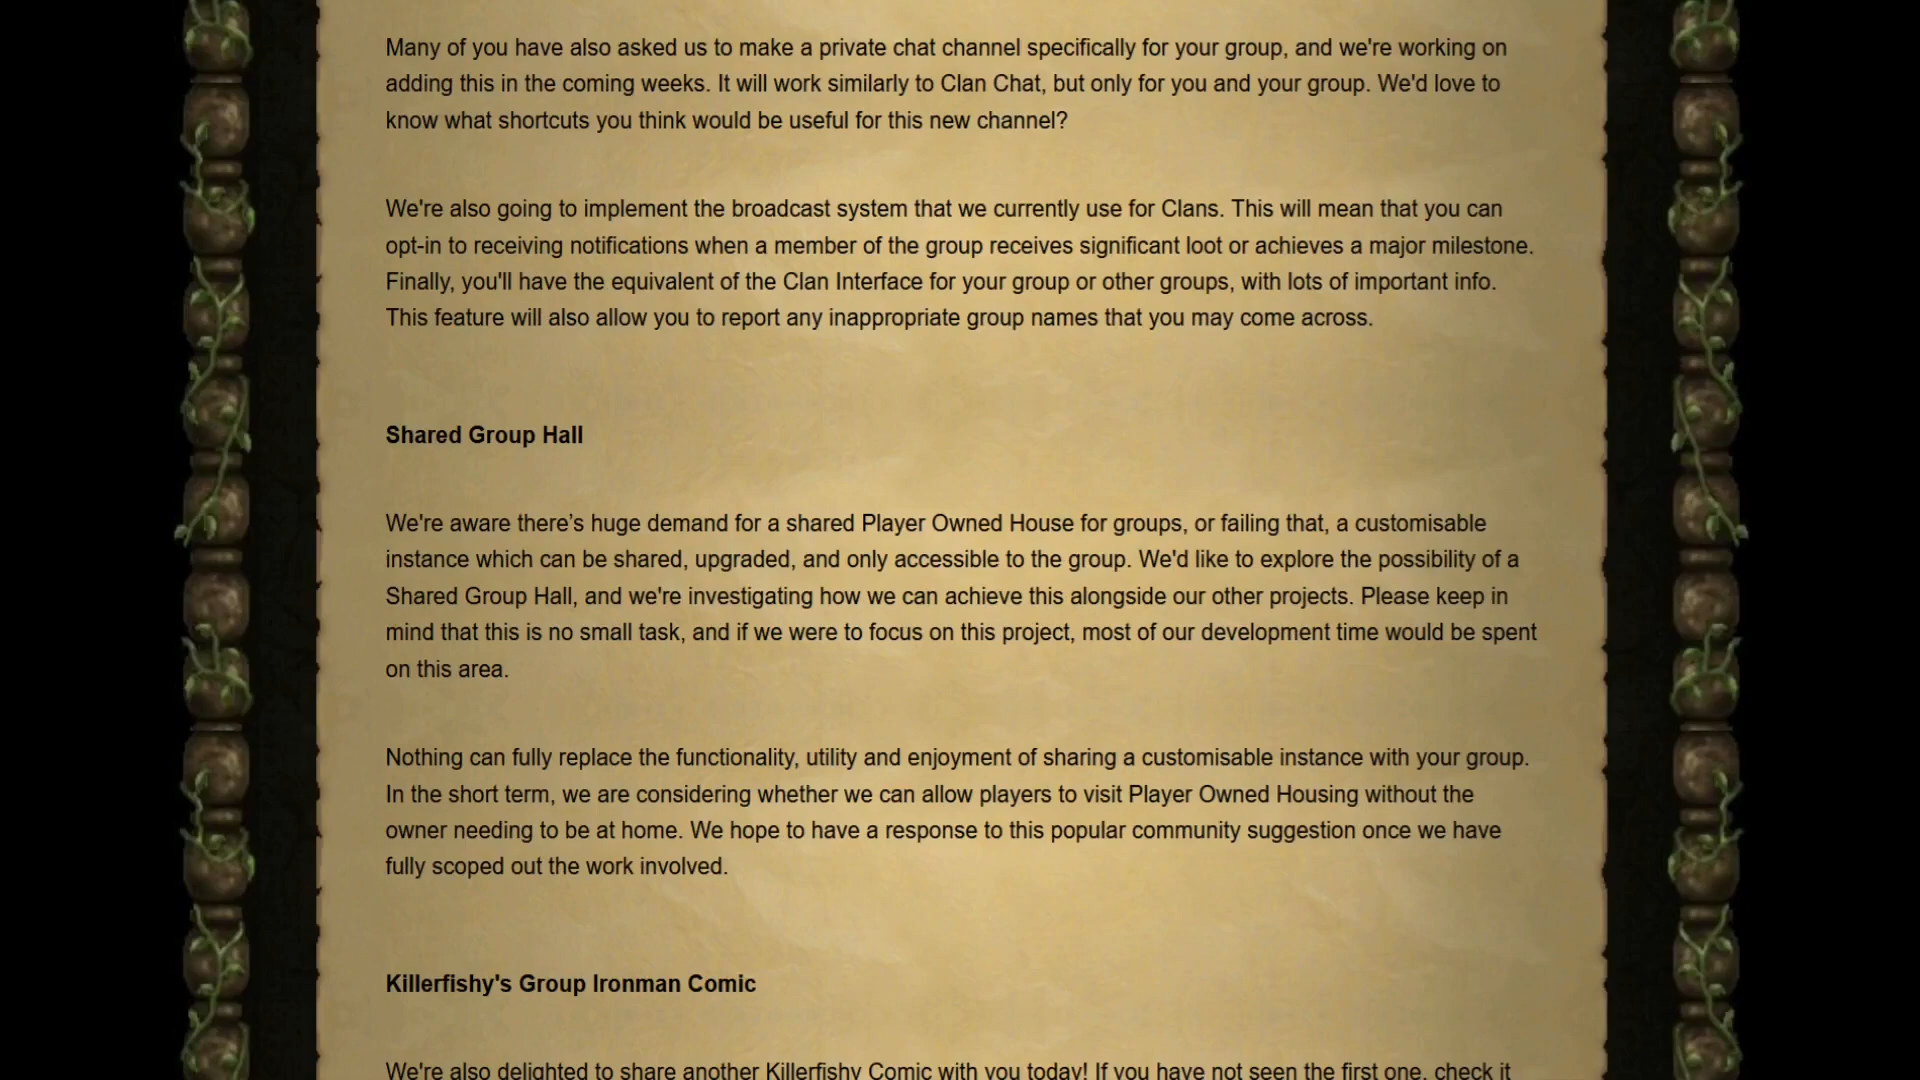 Many of you have also asked us to make a private chat channel specifically for your group, and we're working on
adding this in the coming weeks. It will work similarly to Clan Chat, but only for you and your group. We'd love to
know what shortcuts you think would be useful for this new channel?
We're also going to implement the broadcast system that we currently use for Clans. This will mean that you can
opt-in to receiving notifications when a member of the group receives significant loot or achieves a major milestone.
Finally, you'll have the equivalent of the Clan Interface for your group or other groups, with lots of important info.
This feature will also allow you to report any inappropriate group names that you may come across.
Shared Group Hall
We're aware there’s huge demand for a shared Player Owned House for groups, or failing that, a customisable
instance which can be shared, upgraded, and only accessible to the group. We'd like to explore the possibility of a
Shared Group Hall, and we're investigating how we can achieve this alongside our other projects. Please keep in
mind that this is no small task, and if we were to focus on this project, most of our development time would be spent
on this area.
Nothing can fully replace the functionality, utility and enjoyment of sharing a customisable instance with your group.
In the short term, we are considering whether we can allow players to visit Player Owned Housing without the
owner needing to be at home. We hope to have a response to this popular community suggestion once we have
fully scoped out the work involved.
Killerfishy's Group Ironman Comic
We're also delighted to share another Killerfishy Comic with you today! If you have not seen the first one, check it